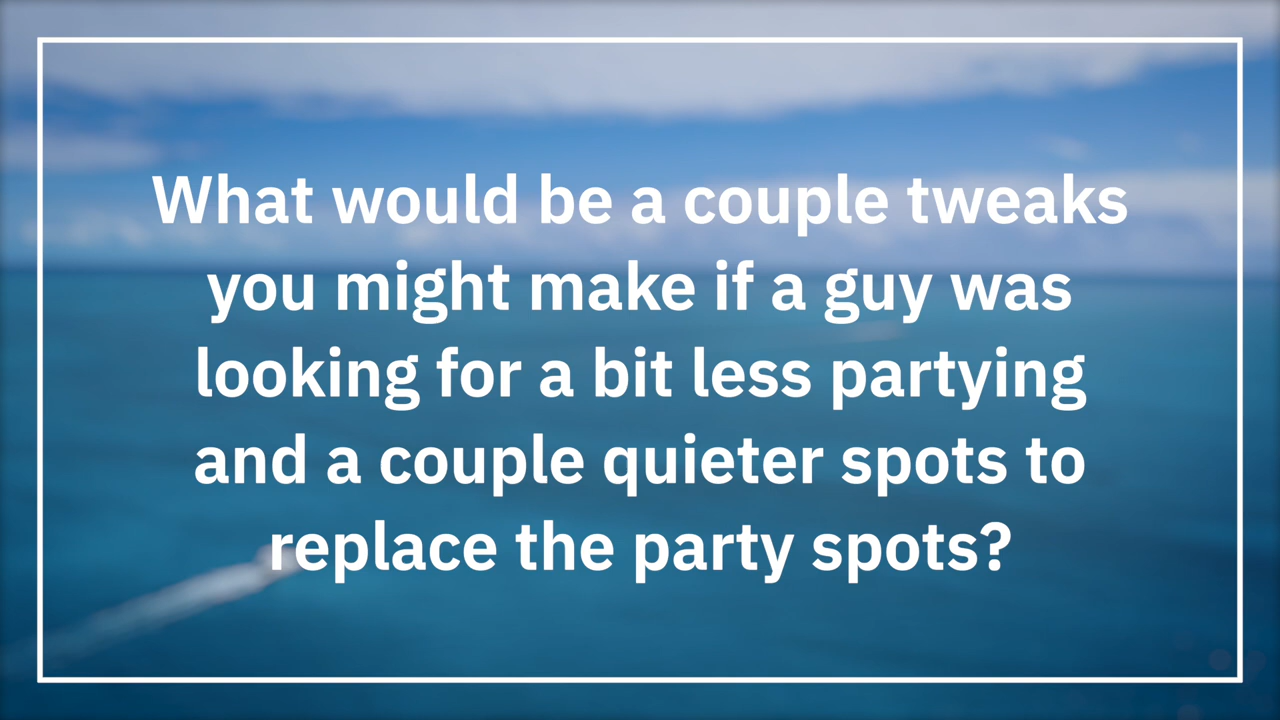 What would be a couple tweaks
you might make if a guy was
looking for a bit less partying
and a couple quieter spots to
replace the party spots?